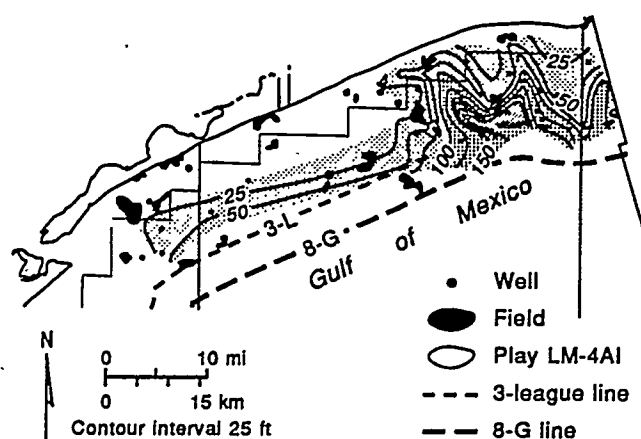 25
50
100
150
25
50
3-L
8-G
Gulf of Mexico
Well
Field
Play LM-4AI
3-league line
8-G line
N
0 10 mi
0 15 km
Contour interval 25 ft